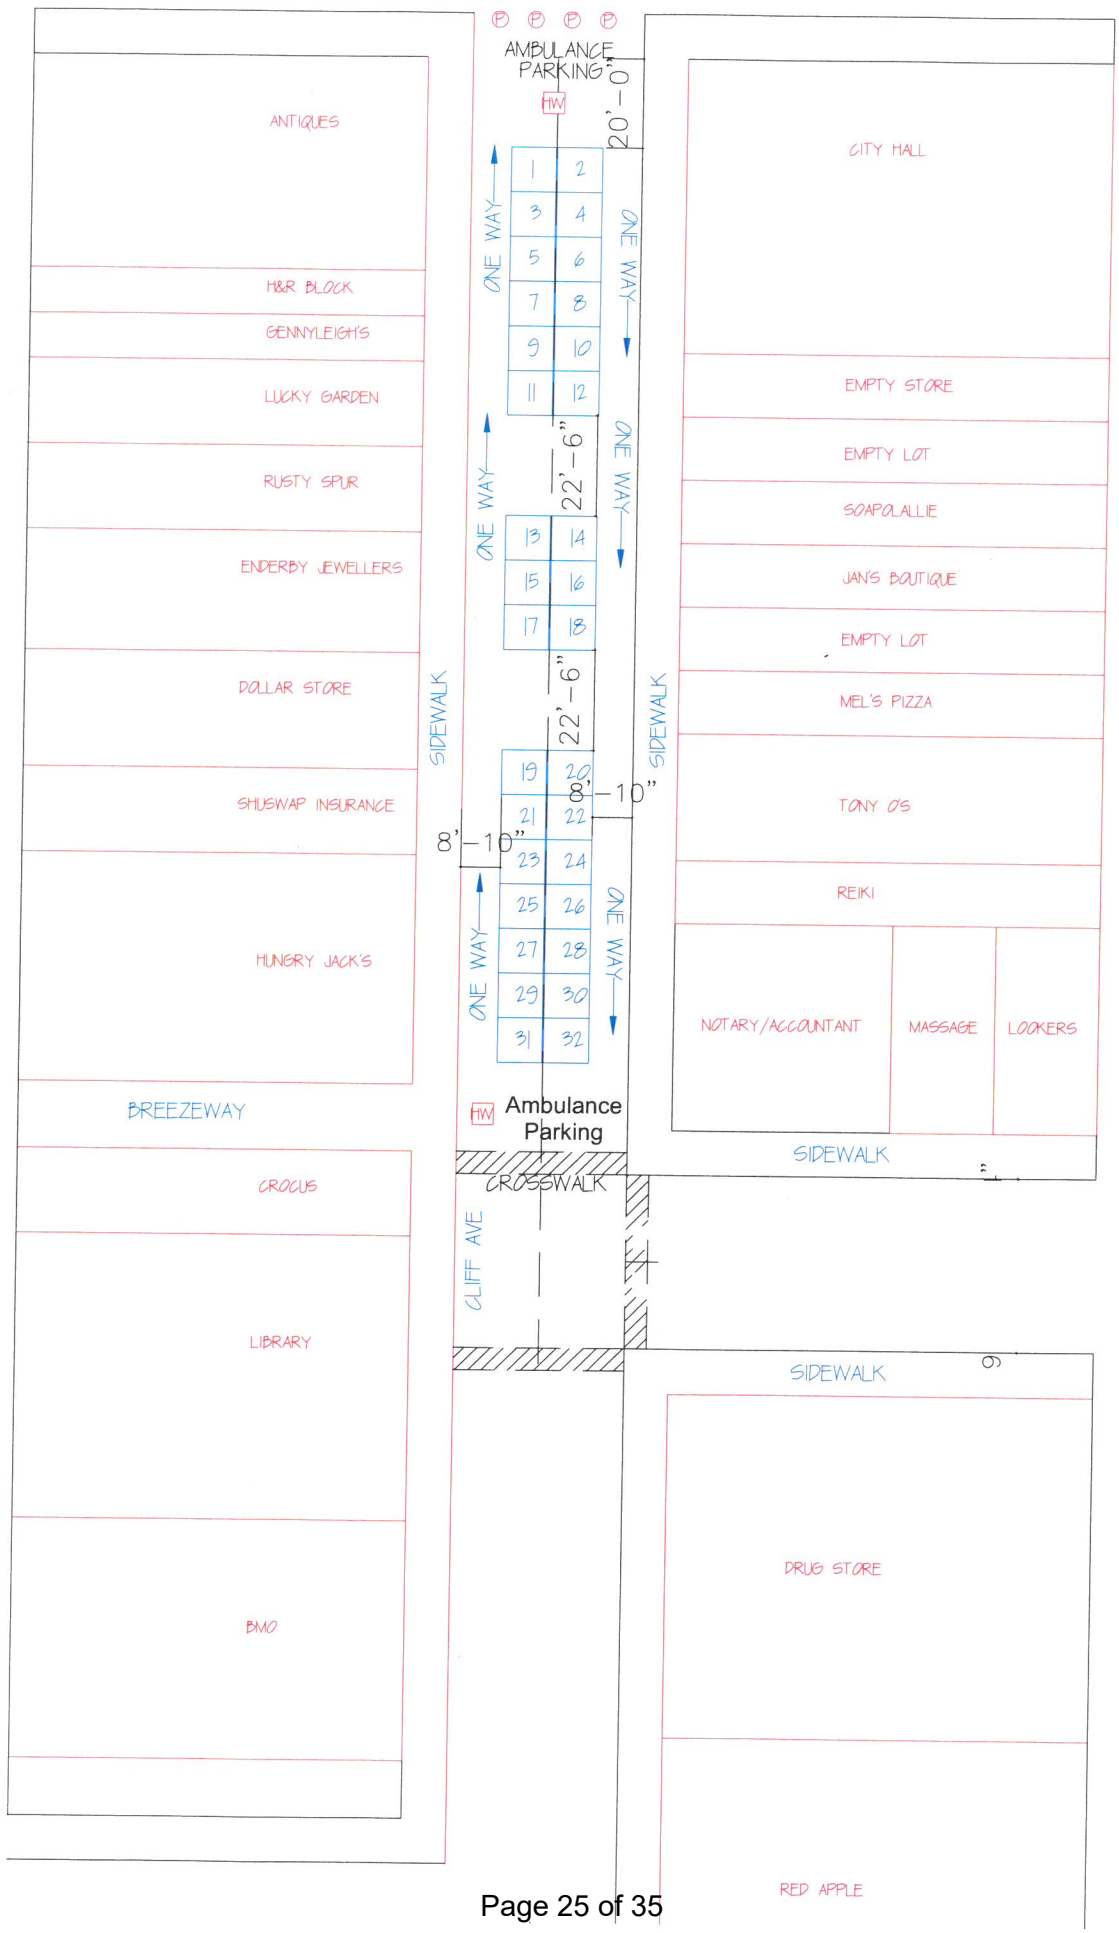 P P P P
AMBULANCE
PARKING
20'-0"
HW
ANTIQUES
CITY HALL
1 2
3 4
5 6
7 8
9 10
11 12
ONE WAY
ONE WAY
H&R BLOCK
GENNYLEIGH'S
LUCKY GARDEN
EMPTY STORE
RUSTY SPUR
EMPTY LOT
22'-6"
ONE WAY
ONE WAY
SOAPOLALLIE
13 14
15 16
17 18
ENDERBY JEWELLERS
JAN'S BOUTIQUE
EMPTY LOT
DOLLAR STORE
SIDEWALK
22'-6"
SIDEWALK
MEL'S PIZZA
19 20
8'-10"
21 22
SHUSWAP INSURANCE
TONY O'S
8'-10"
23 24
25 26
27 28
29 30
31 32
REIKI
ONE WAY
ONE WAY
HUNGRY JACK'S
NOTARY/ACCOUNTANT
MASSAGE
LOOKERS
BREEZEWAY
HW
Ambulance
Parking
SIDEWALK
CROSSWALK
CROCUS
CLIFF AVE
LIBRARY
SIDEWALK
DRUG STORE
BMO
RED APPLE
Page 25 of 35